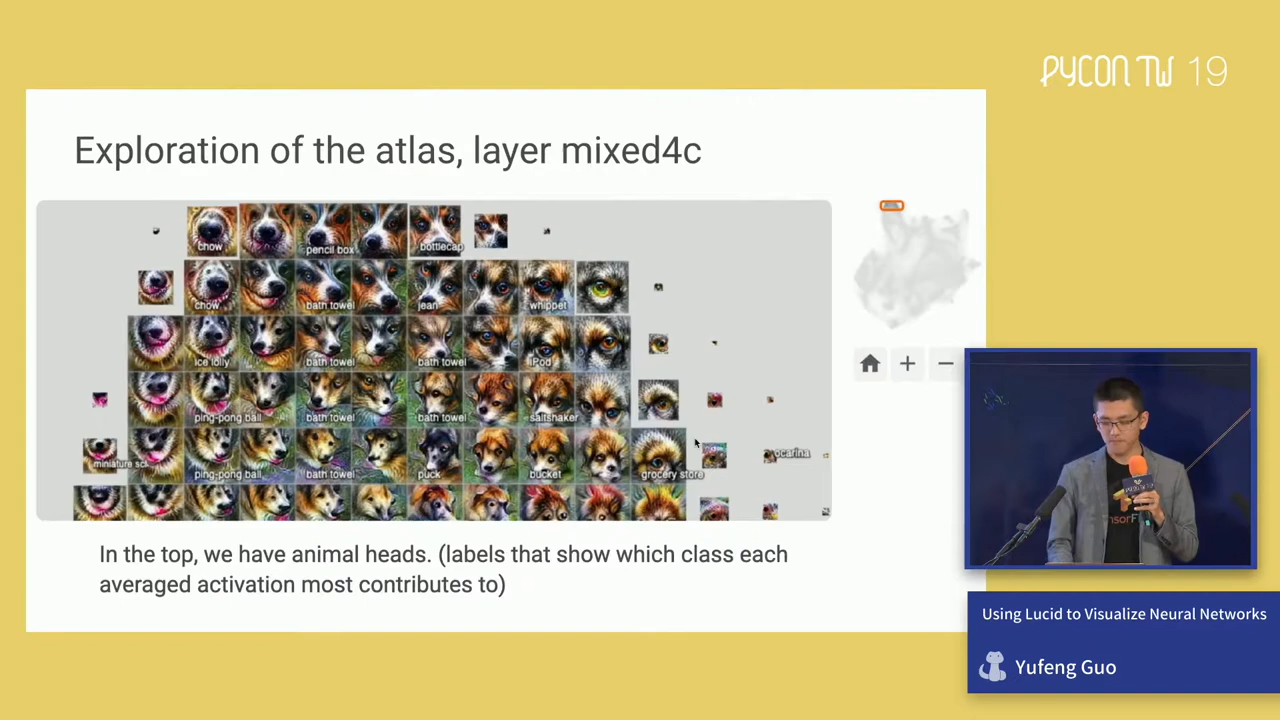 PYCON TW 19
Exploration of the atlas, layer mixed4c
chow
pencil box
bottlecap
chow
bath towel
jean
whippet
ice lolly
bath towel
bath towel
iPod
ping-pong ball
bath towel
bath towel
saltshaker
miniature sc
ping-pong ball
bath towel
puck
bucket
grocery store
ocarina
In the top, we have animal heads. (labels that show which class each
averaged activation most contributes to)
Using Lucid to Visualize Neural Networks
Yufeng Guo